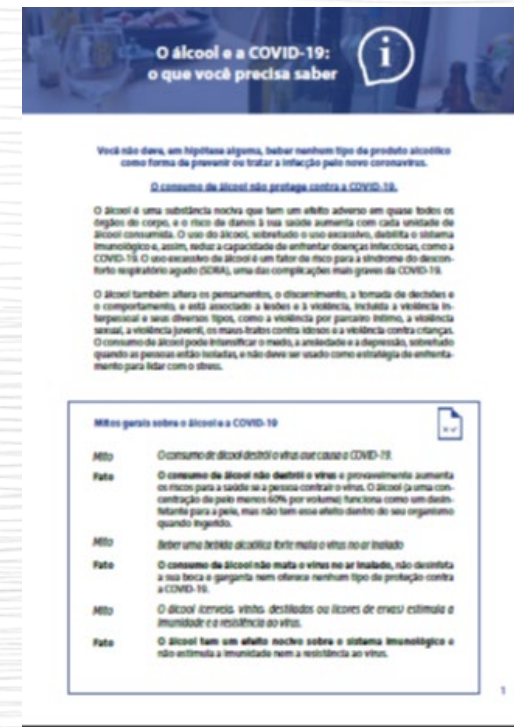 O álcool e a COVID-19:
o que você precisa saber
i
Você não deve, em hipótese alguma, beber nenhum tipo de produto alcoólico
como forma de prevenir ou tratar a infecção pelo novo coronavírus.
O consumo de álcool não protege contra a COVID-19.
O álcool é uma substância nociva que tem um efeito adverso em quase todos os
órgãos do corpo, e o risco de danos à sua saúde aumenta com cada unidade de
álcool consumida. O uso do álcool, sobretudo o uso excessivo, debilita o sistema
imunológico e, assim, reduz a capacidade de enfrentar doenças infecciosas, como a
COVID-19. O uso excessivo de álcool é um fator de risco para a síndrome do descon-
forto respiratório agudo (SDRA), uma das complicações mais graves da COVID-19.
O álcool também altera os pensamentos, o discernimento, a tomada de decisões e
o comportamento, e está associado a lesões e à violência, incluída a violência in-
terpessoal e seus diversos tipos, como a violência por parceiro íntimo, a violência
sexual, a violência juvenil, os maus-tratos contra idosos e a violência contra crianças.
O consumo de álcool pode intensificar o medo, a ansiedade e a depressão, sobretudo
quando as pessoas estão isoladas, e não deve ser usado como estratégia de enfrenta-
mento para lidar com o stress.
Mitos gerais sobre o álcool e a COVID-19
Mito O consumo de álcool destrói o vírus que causa a COVID-19.
Fato O consumo de álcool não destrói o vírus e provavelmente aumenta
os riscos para a saúde se a pessoa contrair o vírus. O álcool (a uma con-
centração de pelo menos 60% por volume) funciona como um desin-
fetante para a pele, mas não tem esse efeito dentro do seu organismo
quando ingerido.
Mito Beber uma bebida alcoólica forte mata o vírus no ar inalado
Fato O consumo de álcool não mata o vírus no ar inalado, não desinfeta
a sua boca e garganta nem oferece nenhum tipo de proteção contra
a COVID-19.
Mito O álcool (cerveja, vinho, destilados ou licores de ervas) estimula a
imunidade e a resistência ao vírus.
Fato O álcool tem um efeito nocivo sobre o sistema imunológico e
não estimula a imunidade nem a resistência ao vírus.
1